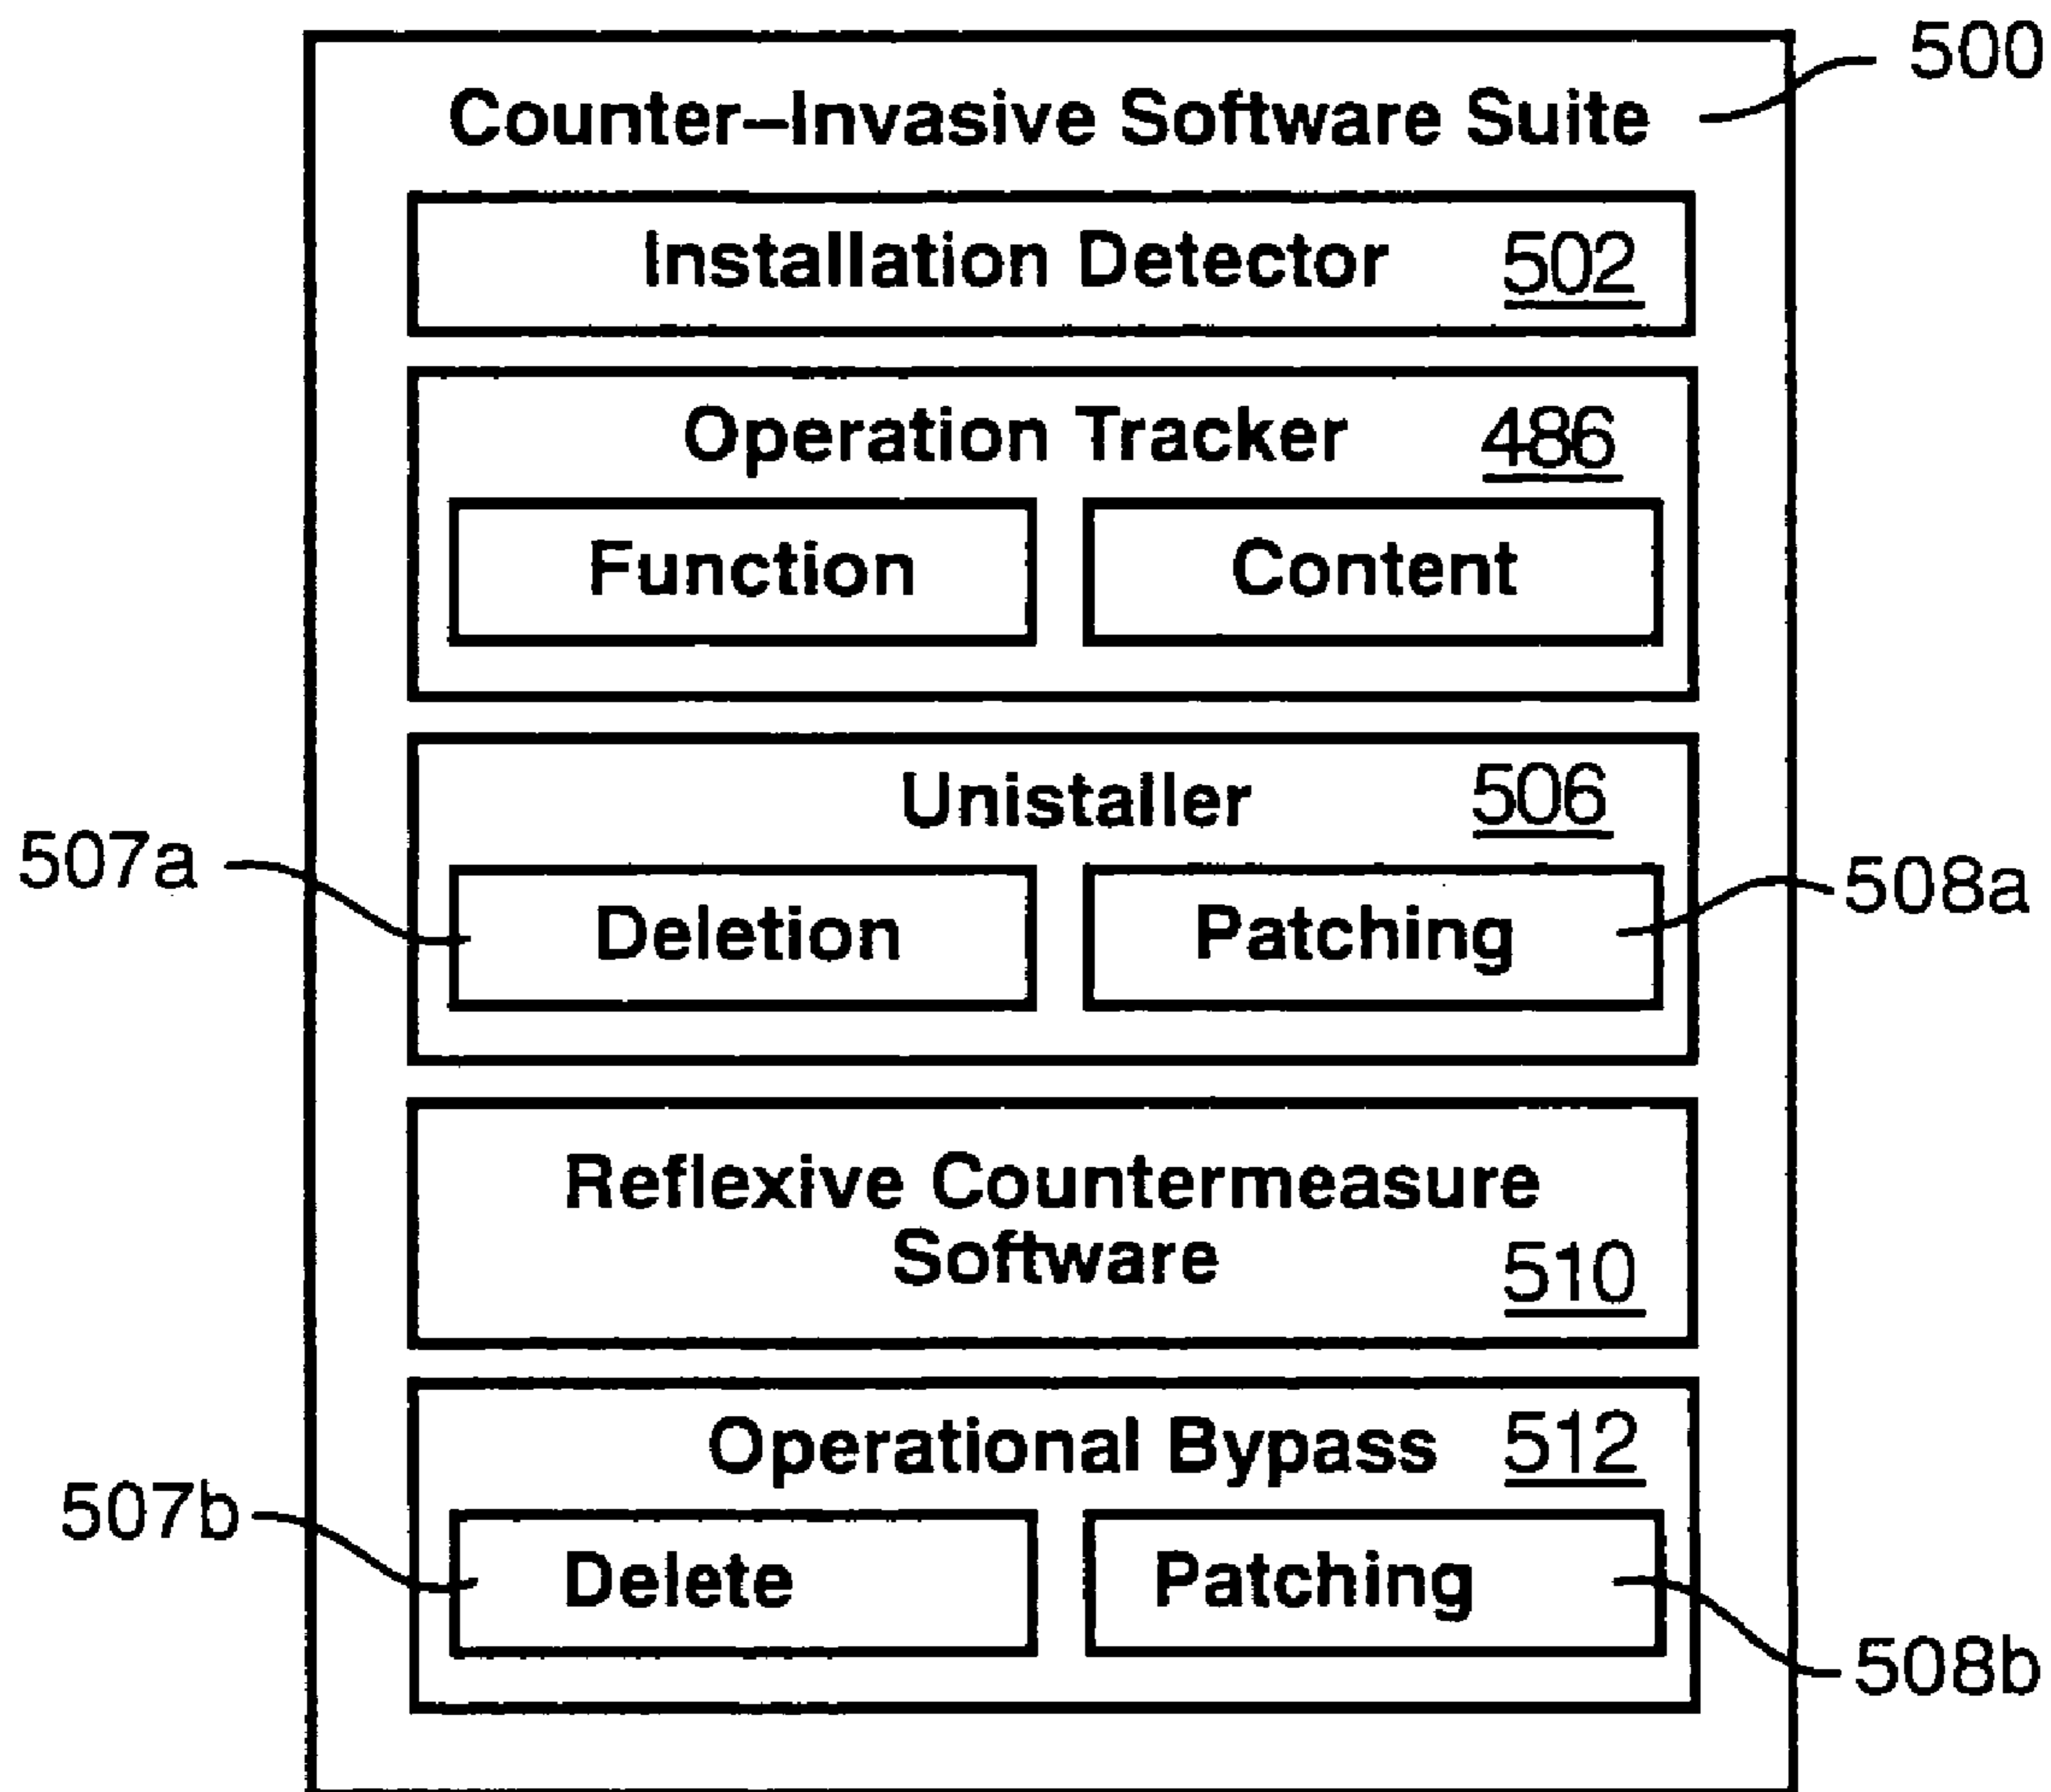 500
Counter-Invasive Software Suite
Installation Detector 502
Operation Tracker 486
Function Content
Unistaller 506
507a
508a
Deletion Patching
Reflexive Countermeasure
Software 510
Operational Bypass 512
507b
Delete Patching
508b